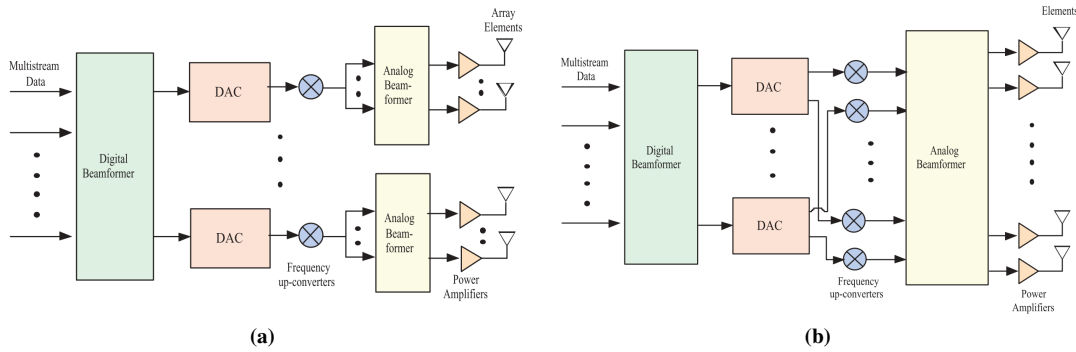 Array
Elements
Multistream
Data
DAC
Analog
Beam-
former
Digital
Beamformer
DAC
Analog
Beam-
former
Frequency
up-converters
Power
Amplifiers
(a)
Elements
Multistream
Data
DAC
Digital
Beamformer
Analog
Beamformer
DAC
Frequency
up-converters
Power
Amplifiers
(b)